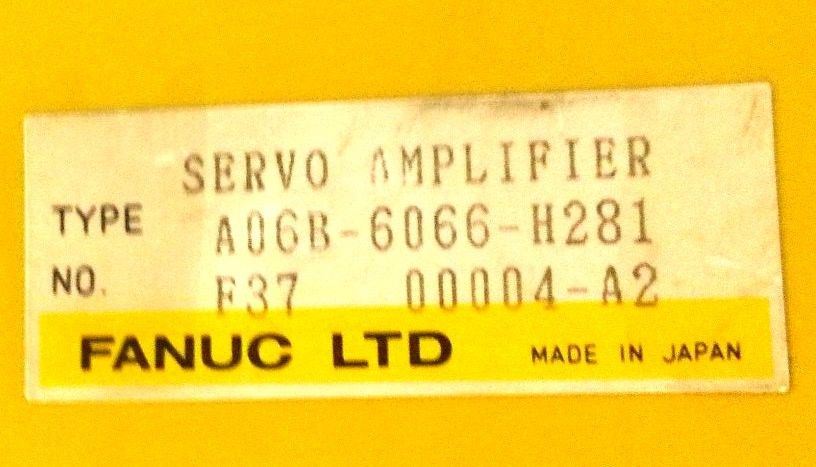 SERVO AMPLIFIER
TYPE A06B-6066-H281
NO. F37 00004-A2
FANUC LTD MADE IN JAPAN